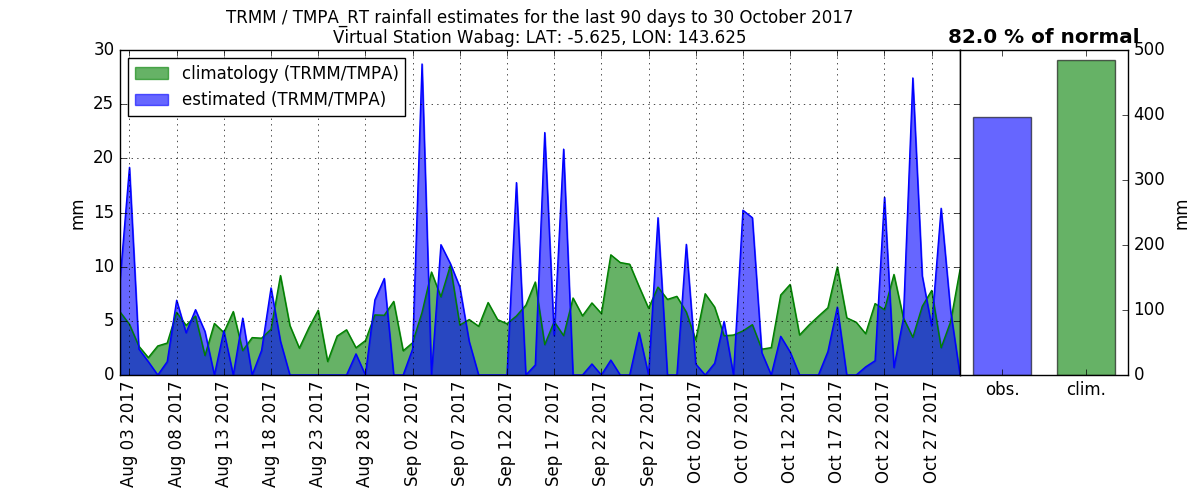 TRMM / TMPA_RT rainfall estimates for the last 90 days to 30 October 2017
Virtual Station Wabag: LAT: -5.625, LON: 143.625
82.0 % of normal
climatology (TRMM/TMPA)
estimated (TRMM/TMPA)
30
25
20
15
10
5
0
mm
500
400
300
200
100
0
mm
Aug 03 2017
Aug 08 2017
Aug 13 2017
Aug 18 2017
Aug 23 2017
Aug 28 2017
Sep 02 2017
Sep 07 2017
Sep 12 2017
Sep 17 2017
Sep 22 2017
Sep 27 2017
Oct 02 2017
Oct 07 2017
Oct 12 2017
Oct 17 2017
Oct 22 2017
Oct 27 2017
obs.
clim.